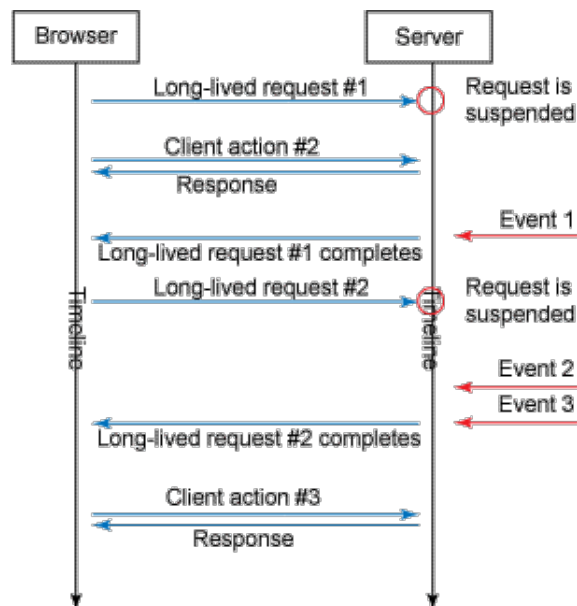 Browser
Server
Long-lived request #1
Request is
suspended
Client action #2
Response
Event 1
Long-lived request #1 completes
Long-lived request #2
Request is
suspended
Timeline
Timeline
Event 2
Event 3
Long-lived request #2 completes
Client action #3
Response